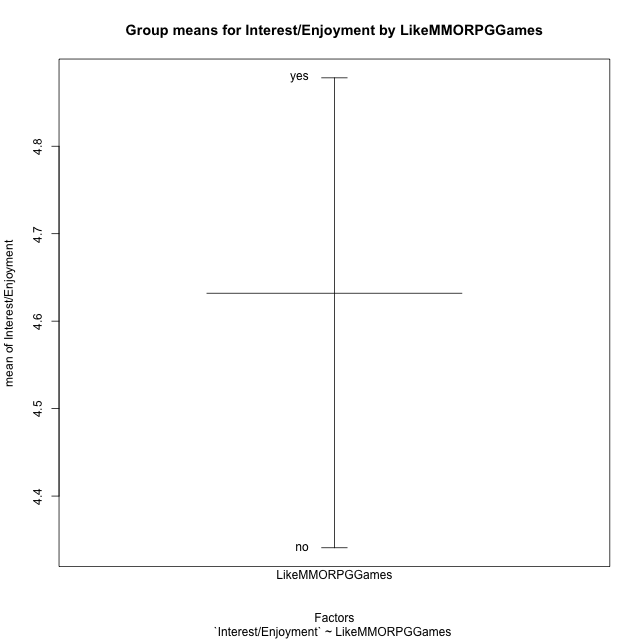 Group means for Interest/Enjoyment by LikeMMORPGGames
yes
4.8
4.7
4.6
4.5
4.4
mean of Interest/Enjoyment
no
LikeMMORPGGames
Factors
`Interest/Enjoyment` ~ LikeMMORPGGames